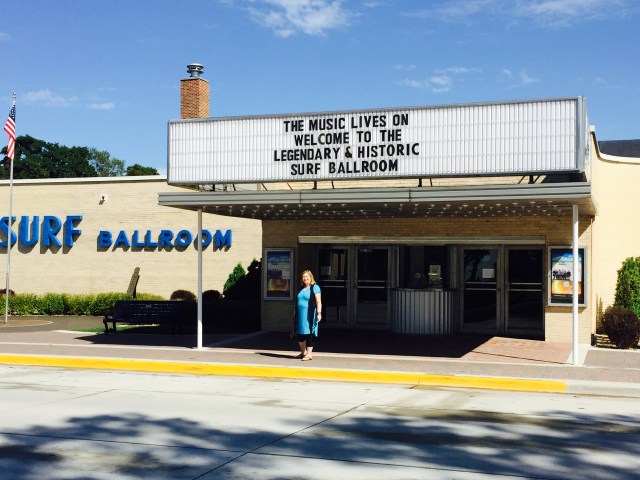 THE MUSIC LIVES ON
WELCOME TO THE
LEGENDARY & HISTORIC
SURF BALLROOM
SURF BALLROOM